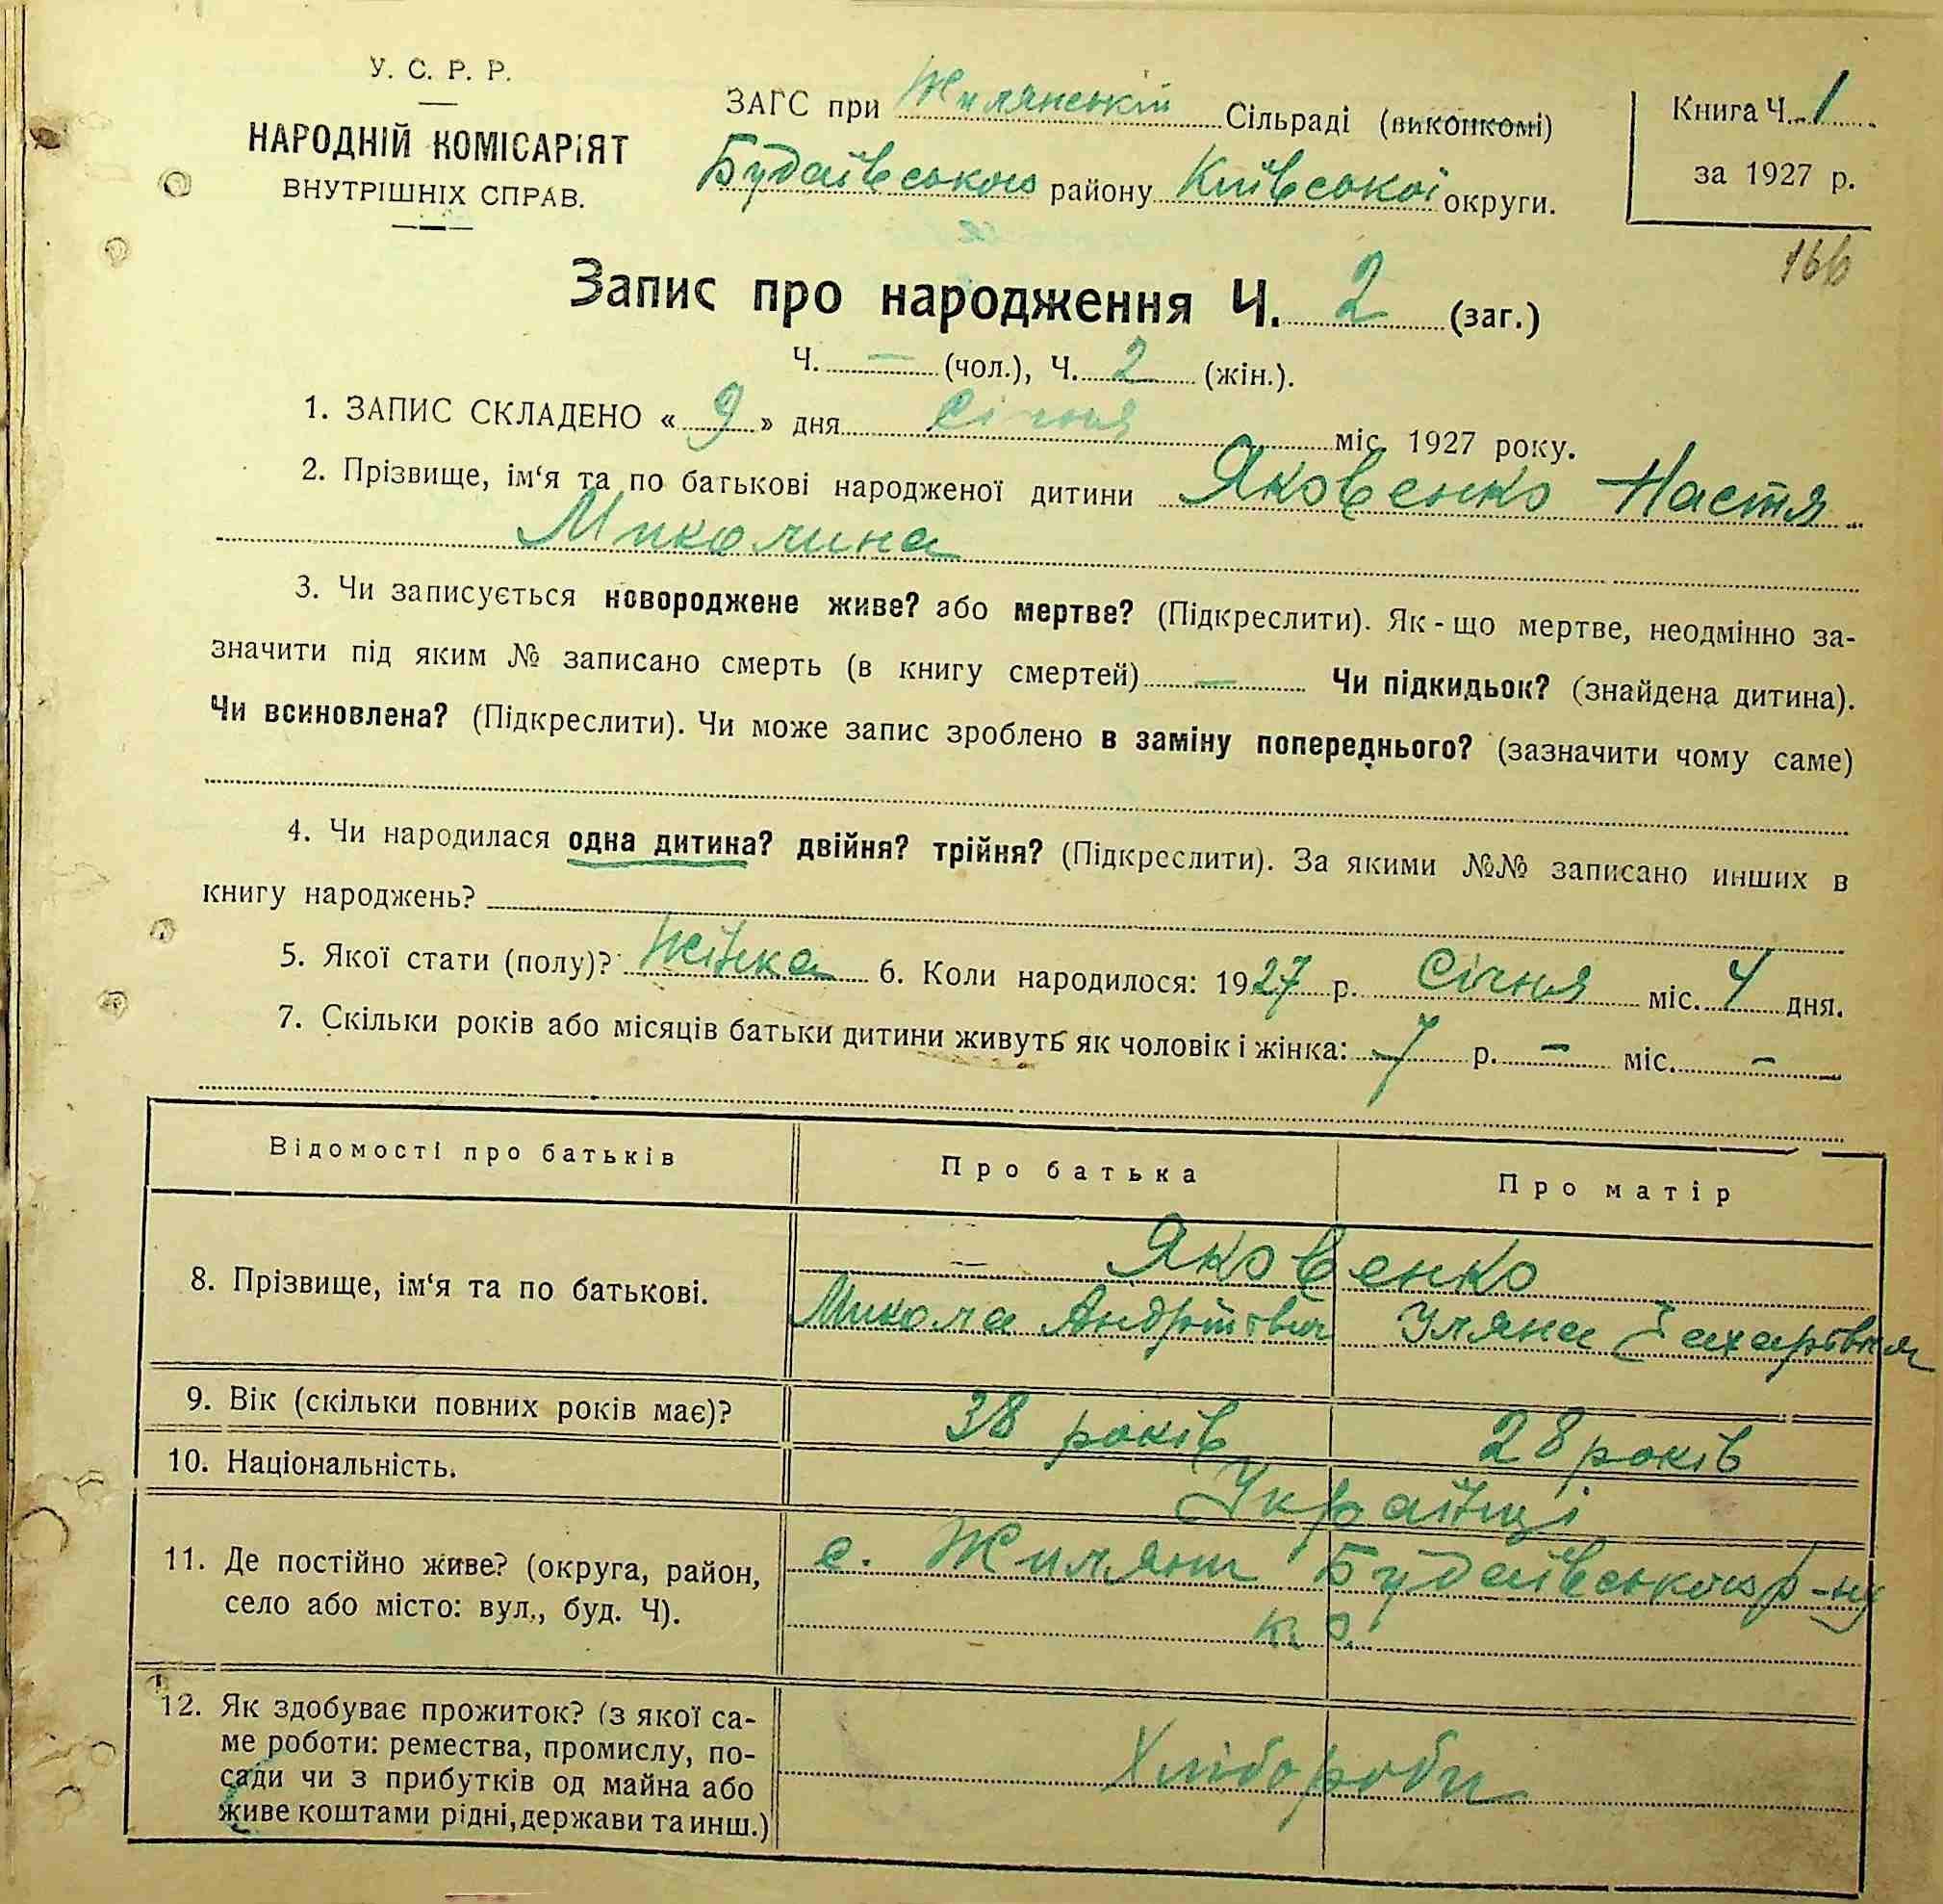 У. С. Р. Р.
НАРОДНІЙ КОМІСАРІЯТ
ВНУТРІШНІХ СПРАВ.
ЗАГС при Жилянській Сільраді (виконкомі)
Будаївського району Київської округи.
Книга Ч. 1
за 1927 р.
166
Запис про народження Ч. 2 (заг.)
Ч. — (чол.), Ч. 2 (жін.).
1. ЗАПИС СКЛАДЕНО « 9 » дня Січня міс. 1927 року.
2. Прізвище, ім‘я та по батькові народженої дитини Яковенко Настя
Миколина
3. Чи записується новороджене живе? або мертве? (Підкреслити). Як - що мертве, неодмінно за-
значити під яким № записано смерть (в книгу смертей) — Чи підкидьок? (знайдена дитина).
Чи всиновлена? (Підкреслити). Чи може запис зроблено в заміну попереднього? (зазначити чому саме)
4. Чи народилася одна дитина? двійня? трійня? (Підкреслити). За якими №№ записано инших в
книгу народжень?
5. Якої стати (полу)? Жінка 6. Коли народилося: 1927 р. Січня міс. 4 дня.
7. Скільки років або місяців батьки дитини живуть як чоловік і жінка: 7 р. — міс. —
Відомості про батьків Про батька Про матір
8. Прізвище, ім‘я та по батькові. Яковенко
Микола Андрійович Уляна Захарівна
9. Вік (скільки повних років має)? 38 років 28 років
10. Національність. Українці
11. Де постійно живе? (округа, район,
село або місто: вул., буд. Ч).
с. Жиляни Будаївського р-ну
К. О.
12. Як здобуває прожиток? (з якої са-
ме роботи: ремества, промислу, по-
сади чи з прибутків од майна або
живе коштами рідні, держави та инш.)
Хлібороби